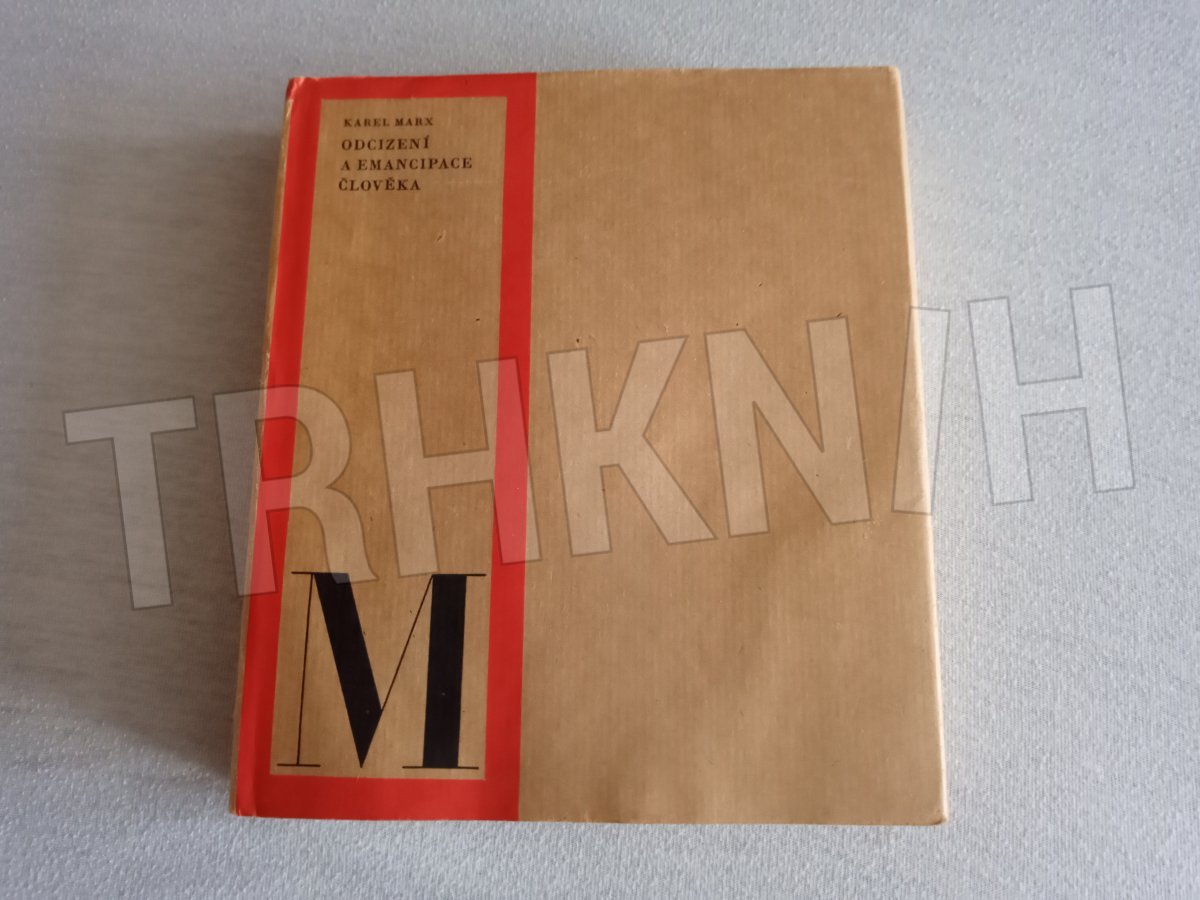 KAREL MARX
ODCIZENÍ
A EMANCIPACE
ČLOVĚKA
TRHKNIH
M